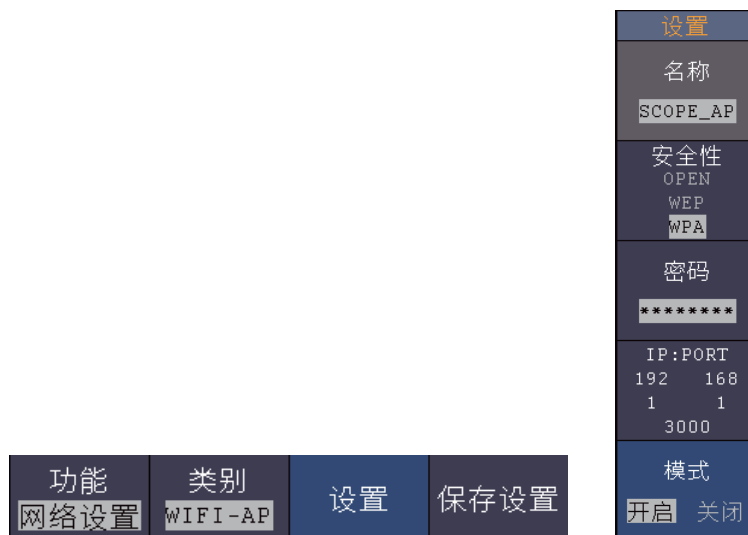 设置
名称
SCOPE_AP
安全性
OPEN
WEP
WPA
密码
********
IP:PORT
192 168
1 1
3000
模式
开启 关闭
功能 类别 设置 保存设置
网络设置 WIFI-AP